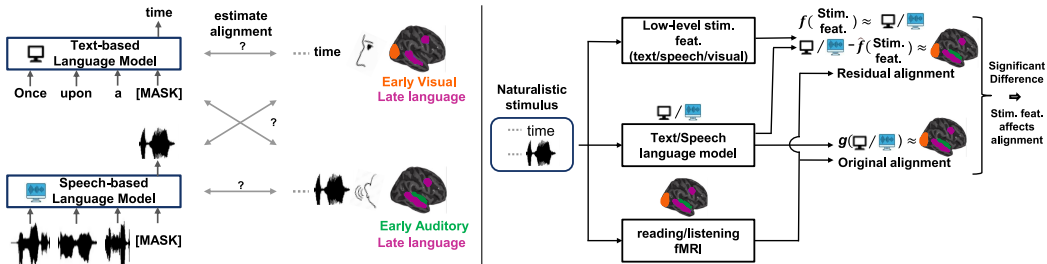 time
Text-based
Language Model
Once upon a [MASK]
estimate
alignment
?
time
Early Visual
Late language
?
Speech-based
Language Model
[MASK]
?
Early Auditory
Late language
Naturalistic
stimulus
time
Low-level stim.
feat.
(text/speech/visual)
/
Text/Speech
language model
reading/listening
fMRI
f(Stim. feat.) ≈ /
/ - f̂(Stim. feat.) ≈
Residual alignment
g( / ) ≈
Original alignment
Significant
Difference
⇨
Stim. feat.
affects
alignment